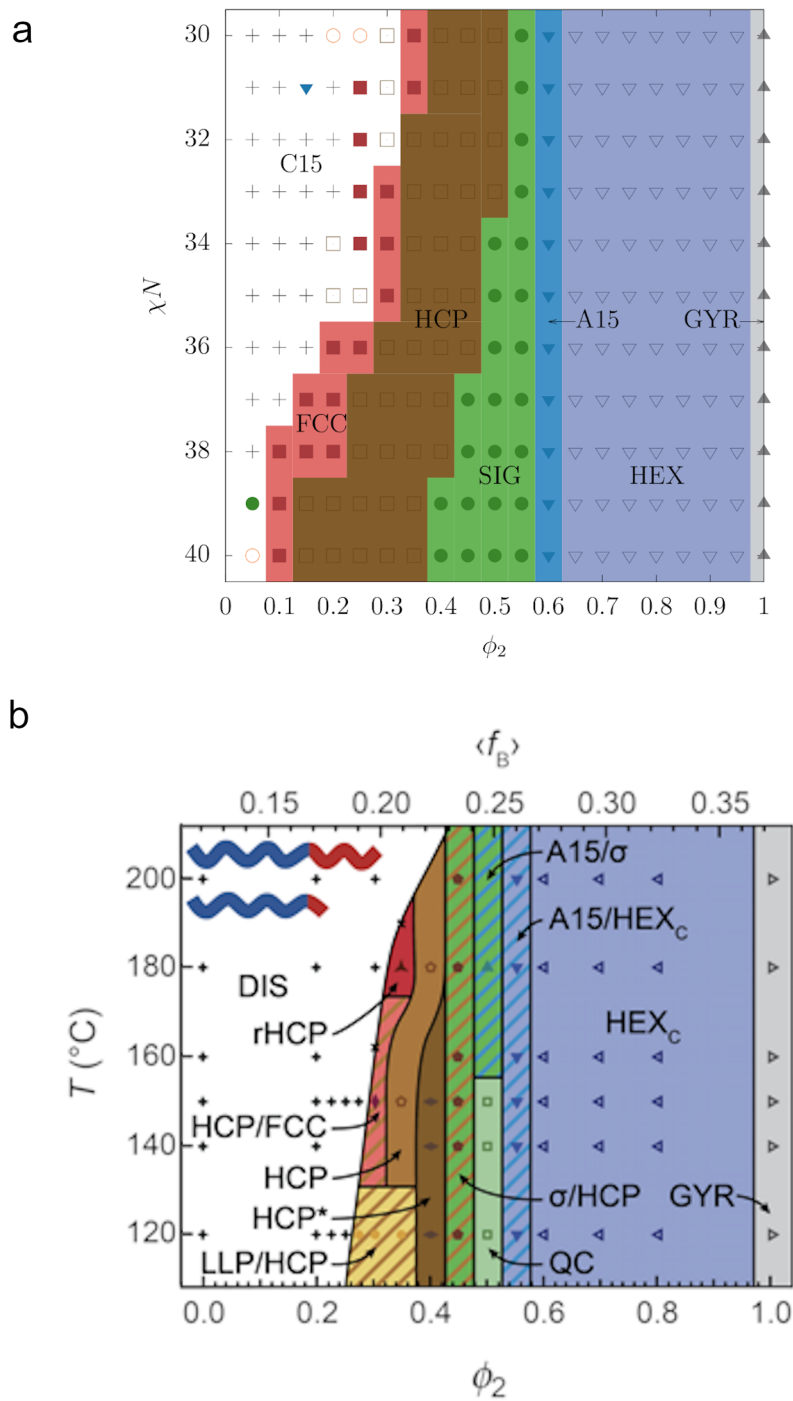 a
30
32
C15
34
χN
HCP
A15
GYR
36
FCC
38
SIG
HEX
40
0 0.1 0.2 0.3 0.4 0.5 0.6 0.7 0.8 0.9 1
ϕ₂
b
⟨f_B⟩
0.15 0.20 0.25 0.30 0.35
200
A15/σ
A15/HEX_C
180
DIS
rHCP
HEX_C
T (°C)
160
HCP/FCC
140
HCP
σ/HCP
GYR
HCP*
120
LLP/HCP
QC
0.0 0.2 0.4 0.6 0.8 1.0
ϕ₂